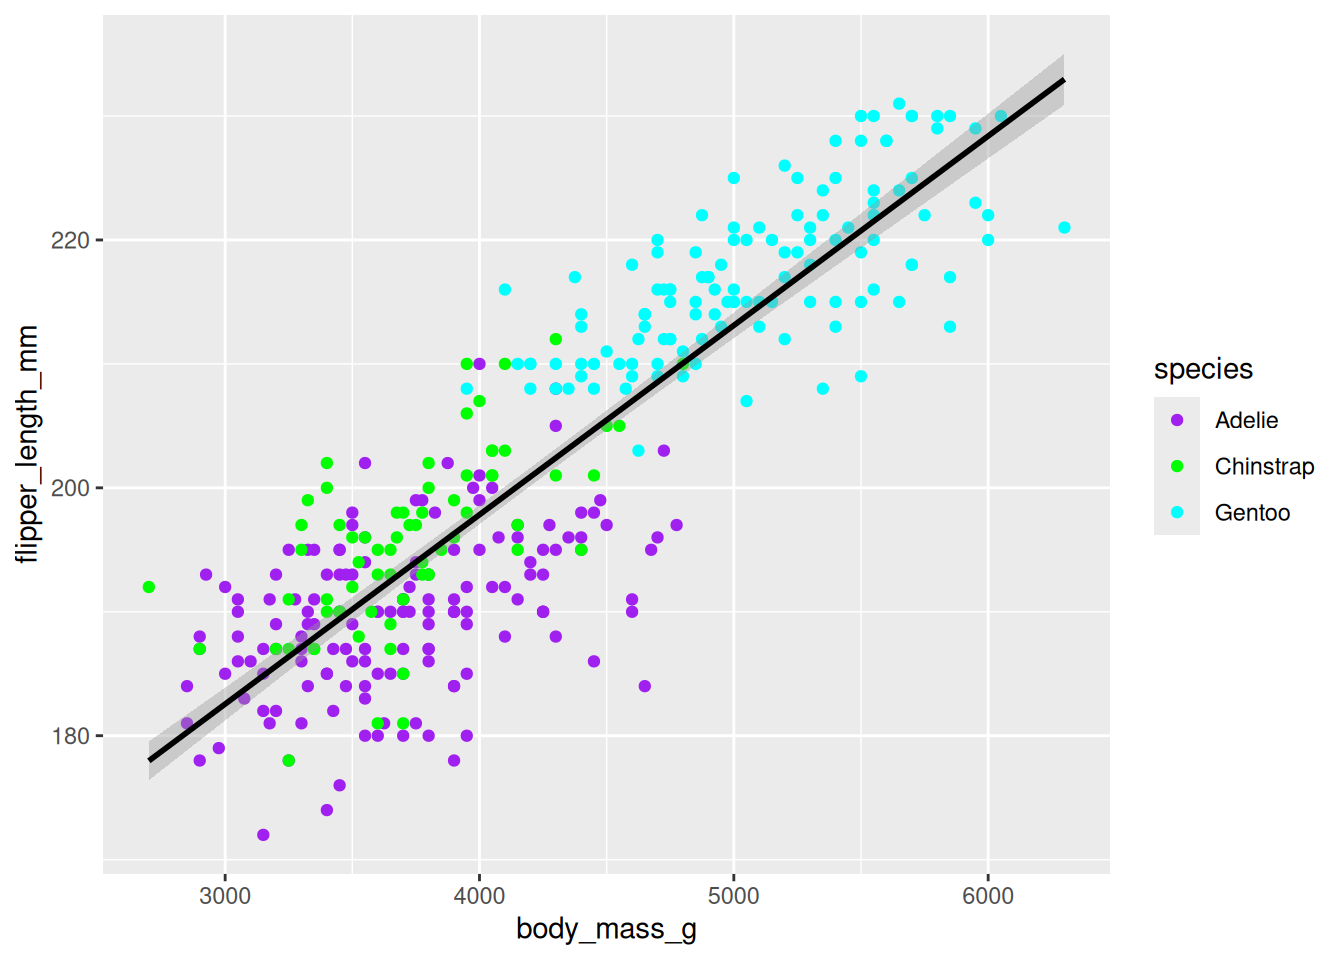 flipper_length_mm
220
200
180
3000 4000 5000 6000
body_mass_g
species
Adelie
Chinstrap
Gentoo